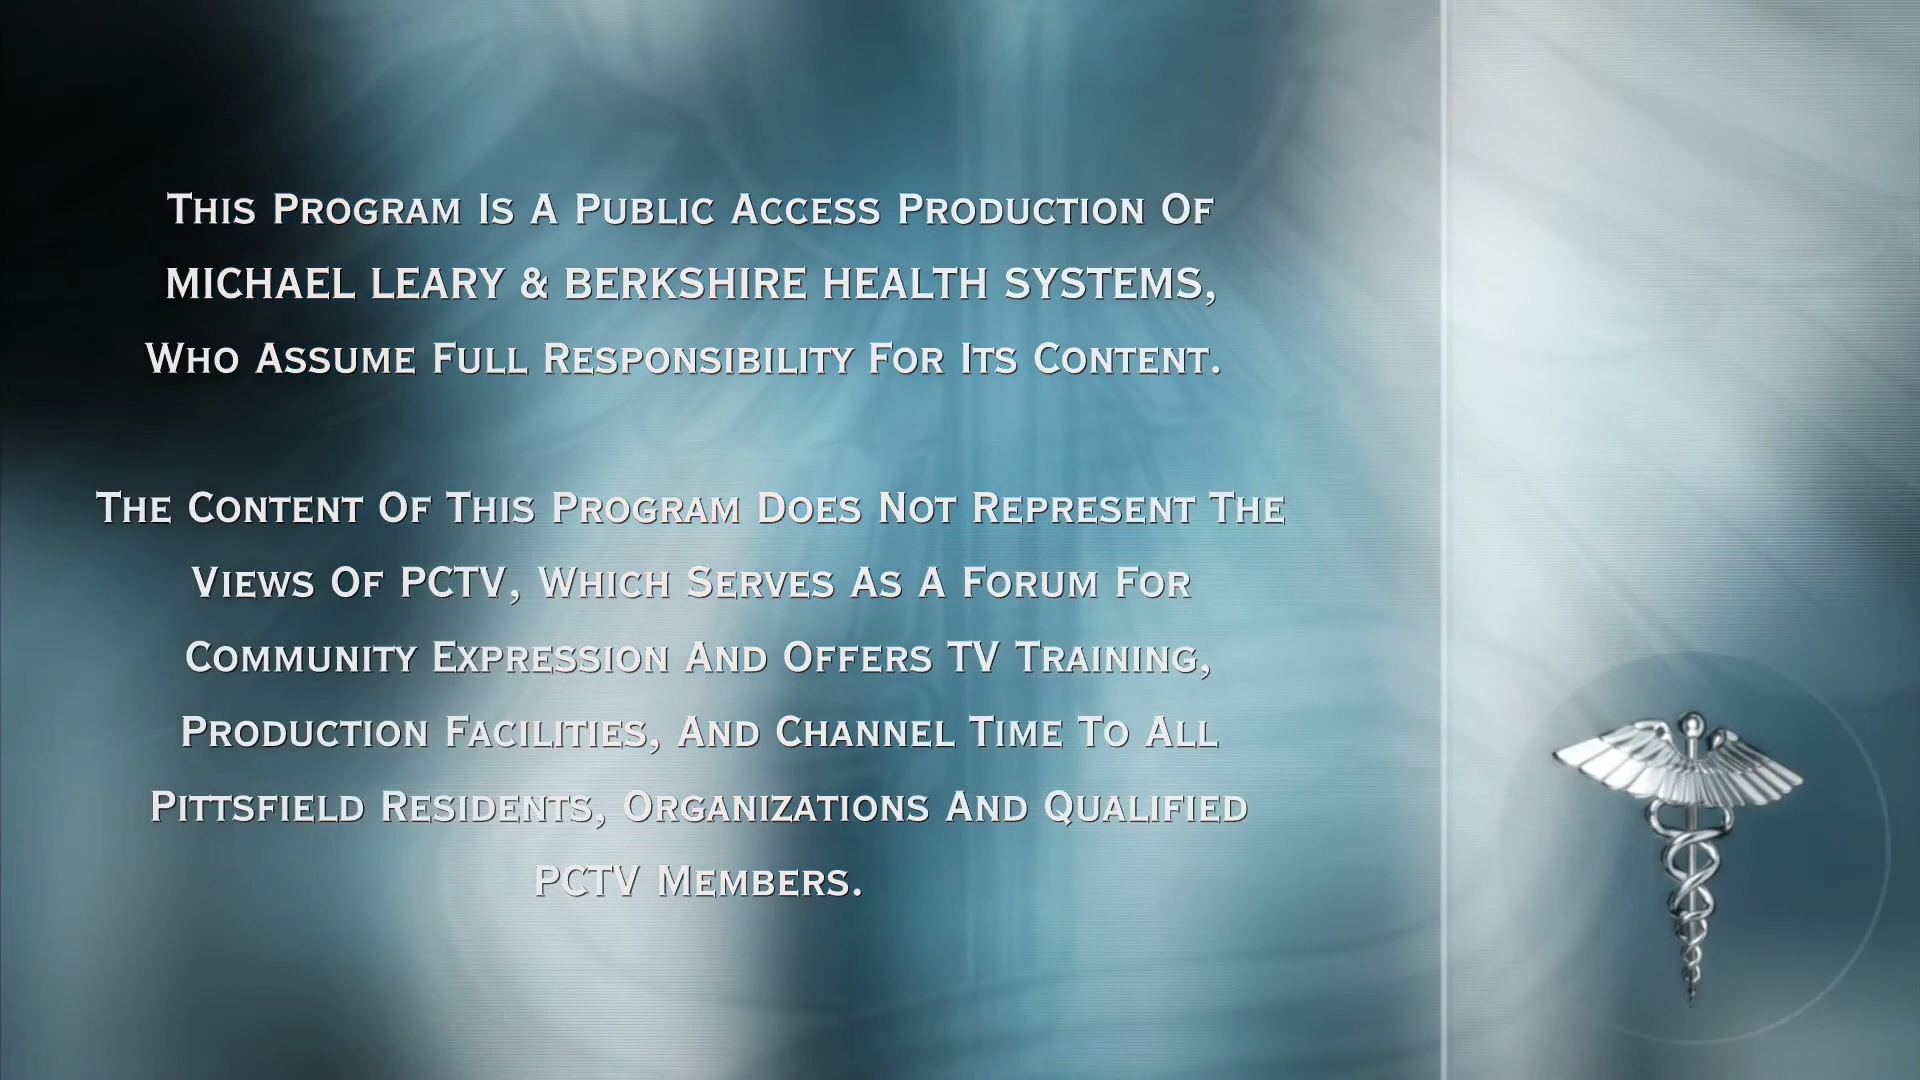 This Program Is A Public Access Production Of
MICHAEL LEARY & BERKSHIRE HEALTH SYSTEMS,
Who Assume Full Responsibility For Its Content.
The Content Of This Program Does Not Represent The
Views Of PCTV, Which Serves As A Forum For
Community Expression And Offers TV Training,
Production Facilities, And Channel Time To All
Pittsfield Residents, Organizations And Qualified
PCTV Members.